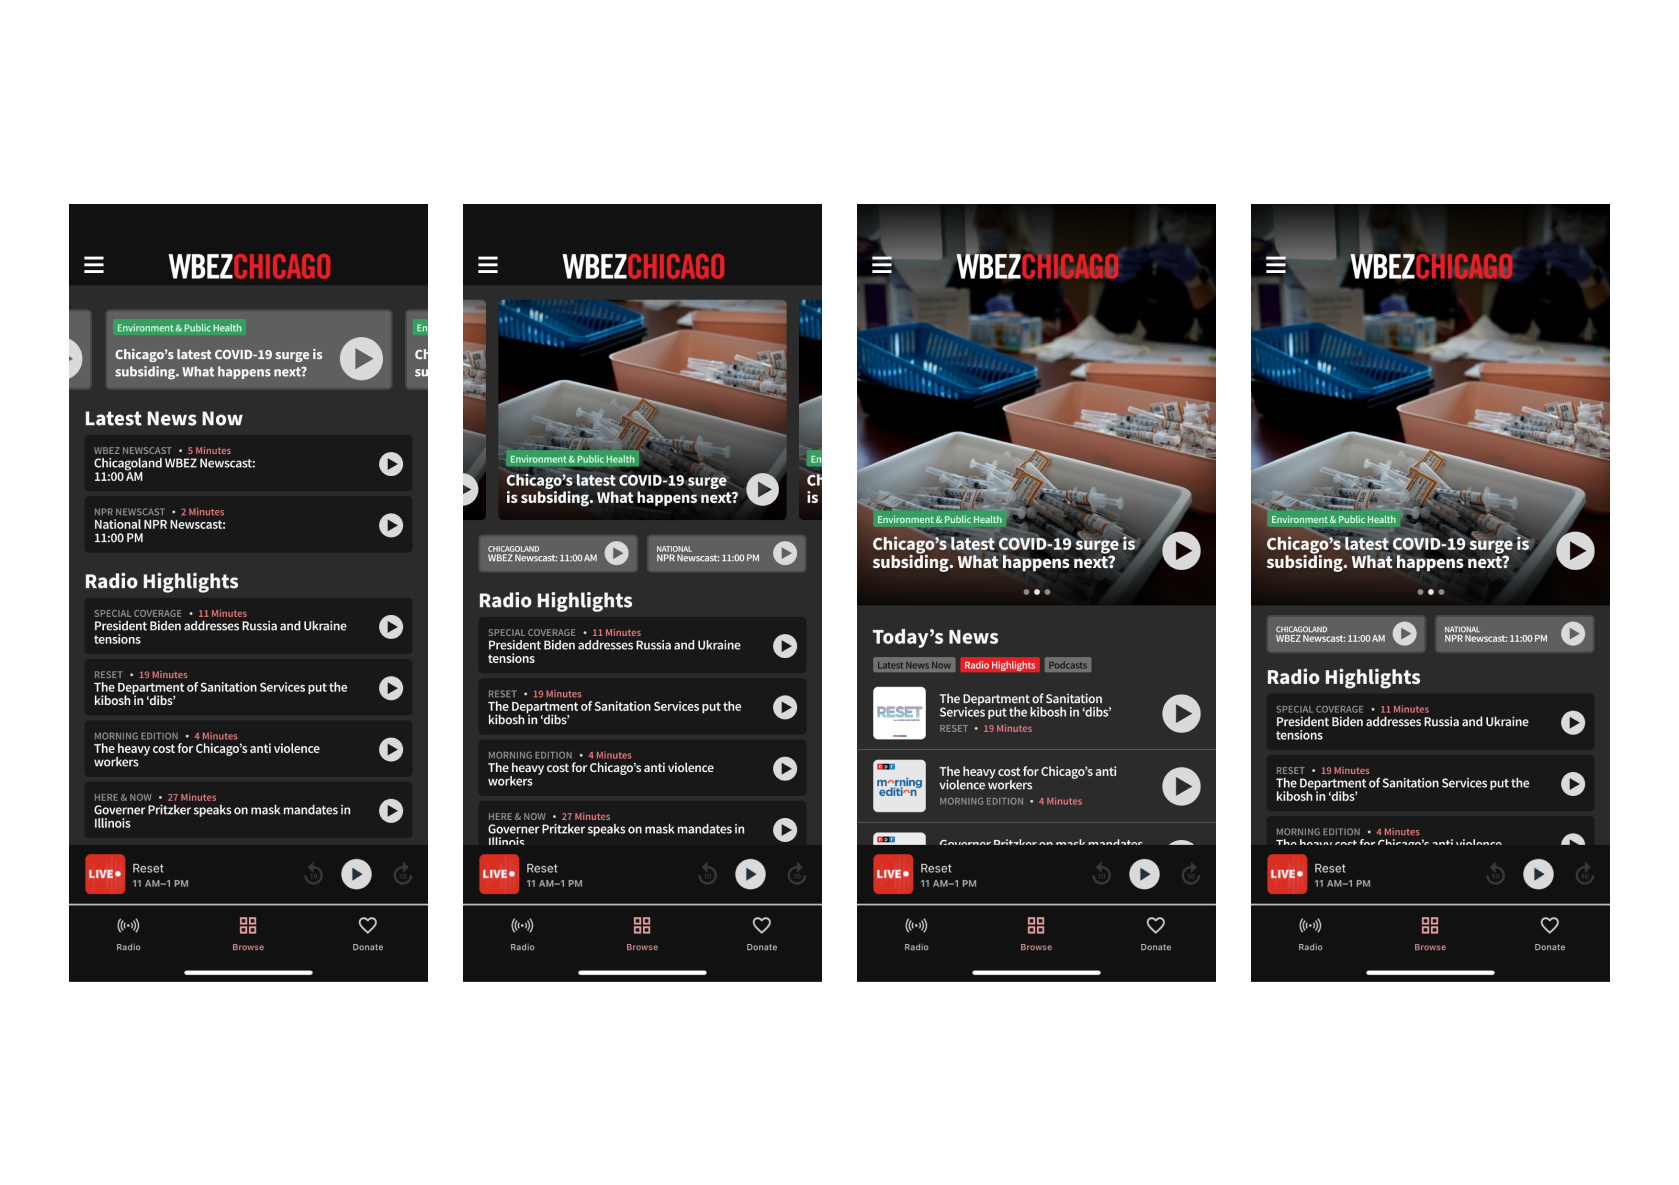 WBEZCHICAGO
Environment & Public Health
Chicago's latest COVID-19 surge is
subsiding. What happens next?
En
Ch
su
Latest News Now
WBEZ NEWSCAST • 5 Minutes
Chicagoland WBEZ Newscast:
11:00 AM
NPR NEWSCAST • 2 Minutes
National NPR Newscast:
11:00 PM
Radio Highlights
SPECIAL COVERAGE • 11 Minutes
President Biden addresses Russia and Ukraine
tensions
RESET • 19 Minutes
The Department of Sanitation Services put the
kibosh in ‘dibs’
MORNING EDITION • 4 Minutes
The heavy cost for Chicago’s anti violence
workers
HERE & NOW • 27 Minutes
Governer Pritzker speaks on mask mandates in
Illinois
LIVE•
Reset
11 AM–1 PM
10
10
Radio
Browse
Donate
WBEZCHICAGO
Environment & Public Health
Chicago’s latest COVID-19 surge
is subsiding. What happens next?
En
Ch
is
CHICAGOLAND
WBEZ Newscast: 11:00 AM
NATIONAL
NPR Newscast: 11:00 PM
Radio Highlights
SPECIAL COVERAGE • 11 Minutes
President Biden addresses Russia and Ukraine
tensions
RESET • 19 Minutes
The Department of Sanitation Services put the
kibosh in ‘dibs’
MORNING EDITION • 4 Minutes
The heavy cost for Chicago’s anti violence
workers
HERE & NOW • 27 Minutes
Governer Pritzker speaks on mask mandates in
Illinois
LIVE•
Reset
11 AM–1 PM
10
10
Radio
Browse
Donate
WBEZCHICAGO
Environment & Public Health
Chicago’s latest COVID-19 surge is
subsiding. What happens next?
Today’s News
Latest News Now
Radio Highlights
Podcasts
RESET
The Department of Sanitation
Services put the kibosh in ‘dibs’
RESET • 19 Minutes
npr
morning
edition
The heavy cost for Chicago’s anti
violence workers
MORNING EDITION • 4 Minutes
npr
Governer Pritzker on mask mandates
LIVE•
Reset
11 AM–1 PM
10
10
Radio
Browse
Donate
WBEZCHICAGO
Environment & Public Health
Chicago’s latest COVID-19 surge is
subsiding. What happens next?
CHICAGOLAND
WBEZ Newscast: 11:00 AM
NATIONAL
NPR Newscast: 11:00 PM
Radio Highlights
SPECIAL COVERAGE • 11 Minutes
President Biden addresses Russia and Ukraine
tensions
RESET • 19 Minutes
The Department of Sanitation Services put the
kibosh in ‘dibs’
MORNING EDITION • 4 Minutes
The heavy cost for Chicago’s anti violence
LIVE•
Reset
11 AM–1 PM
10
10
Radio
Browse
Donate